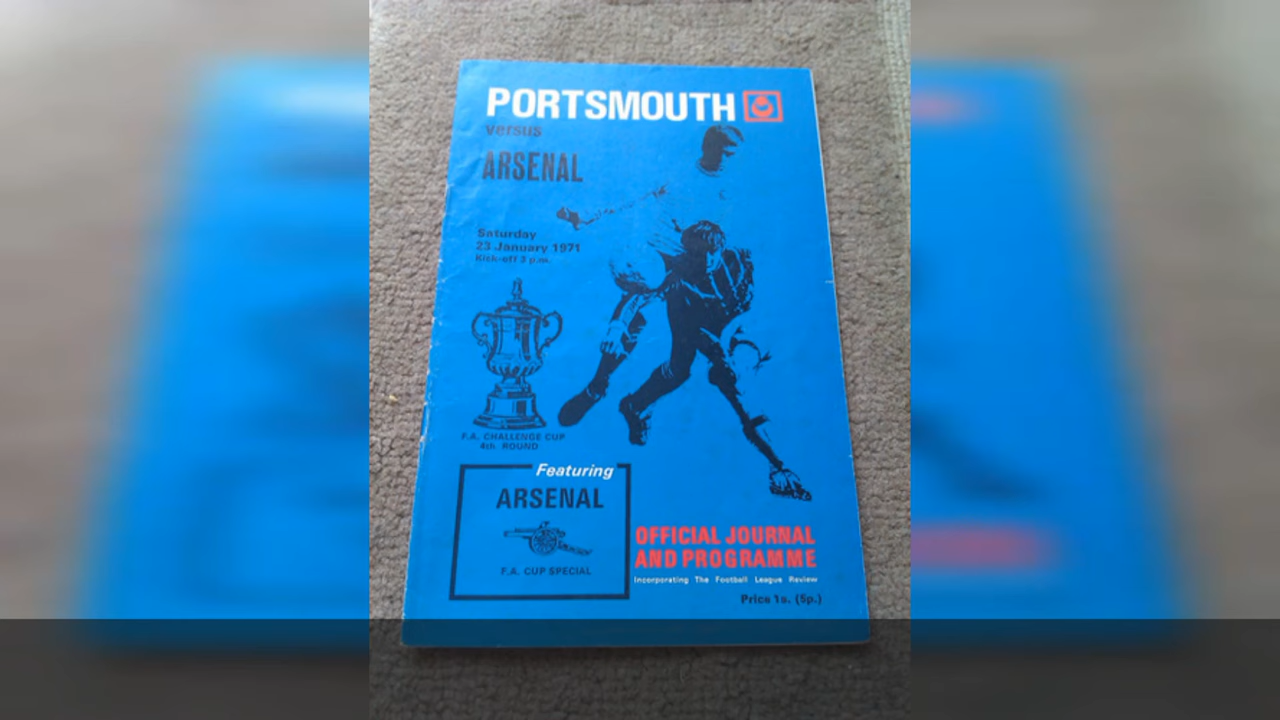 PORTSMOUTH
versus
ARSENAL
Saturday
23 January 1971
Kick-off 3 p.m.
F.A. CHALLENGE CUP
4th. ROUND
Featuring
ARSENAL
F.A. CUP SPECIAL
OFFICIAL JOURNAL
AND PROGRAMME
Incorporating The Football League Review
Price 1s. (5p.)